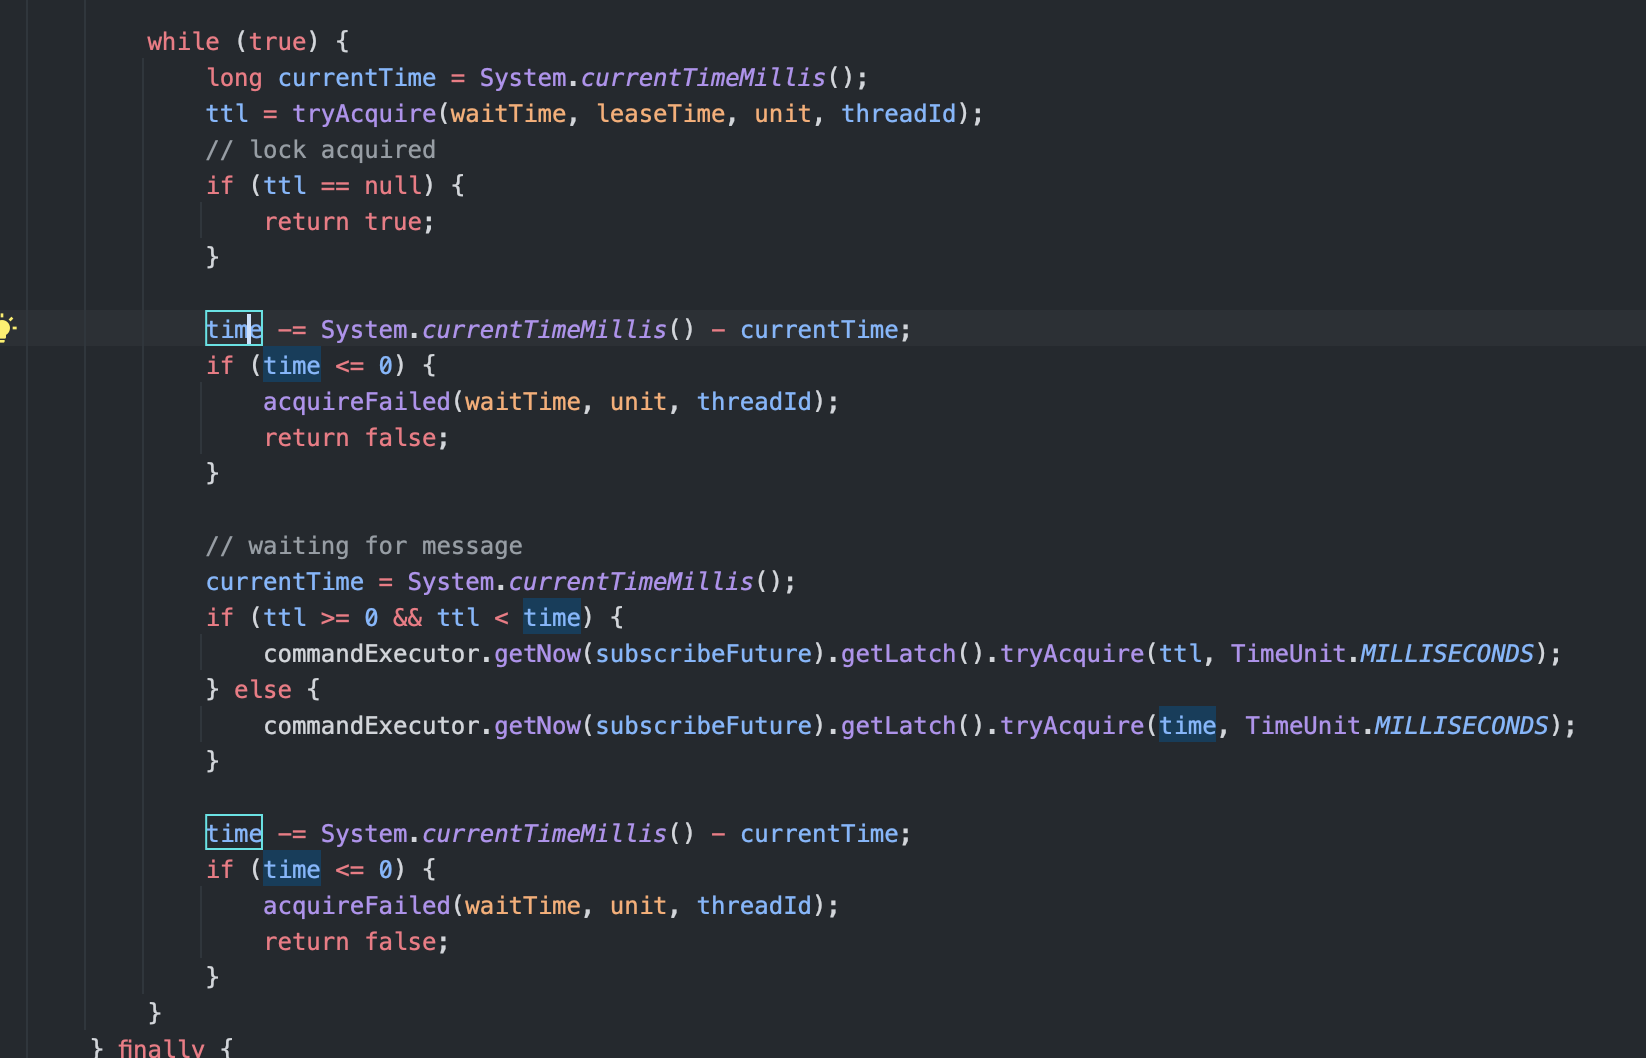 while (true) {
long currentTime = System.currentTimeMillis();
ttl = tryAcquire(waitTime, leaseTime, unit, threadId);
// lock acquired
if (ttl == null) {
return true;
}
time -= System.currentTimeMillis() - currentTime;
if (time <= 0) {
acquireFailed(waitTime, unit, threadId);
return false;
}
// waiting for message
currentTime = System.currentTimeMillis();
if (ttl >= 0 && ttl < time) {
commandExecutor.getNow(subscribeFuture).getLatch().tryAcquire(ttl, TimeUnit.MILLISECONDS);
} else {
commandExecutor.getNow(subscribeFuture).getLatch().tryAcquire(time, TimeUnit.MILLISECONDS);
}
time -= System.currentTimeMillis() - currentTime;
if (time <= 0) {
acquireFailed(waitTime, unit, threadId);
return false;
}
}
} finally {